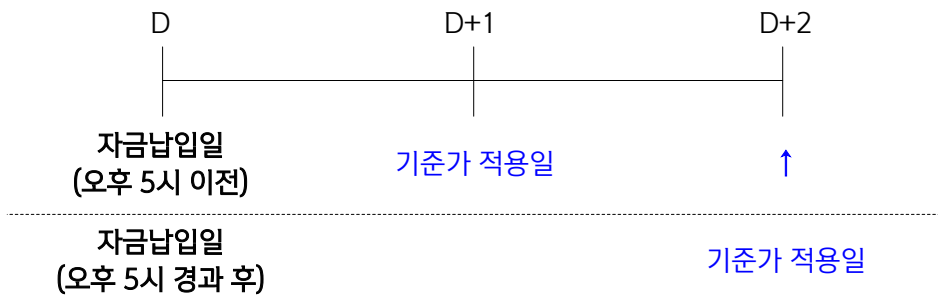 D D+1 D+2
자금납입일
(오후 5시 이전)
기준가 적용일
↑
자금납입일
(오후 5시 경과 후)
기준가 적용일